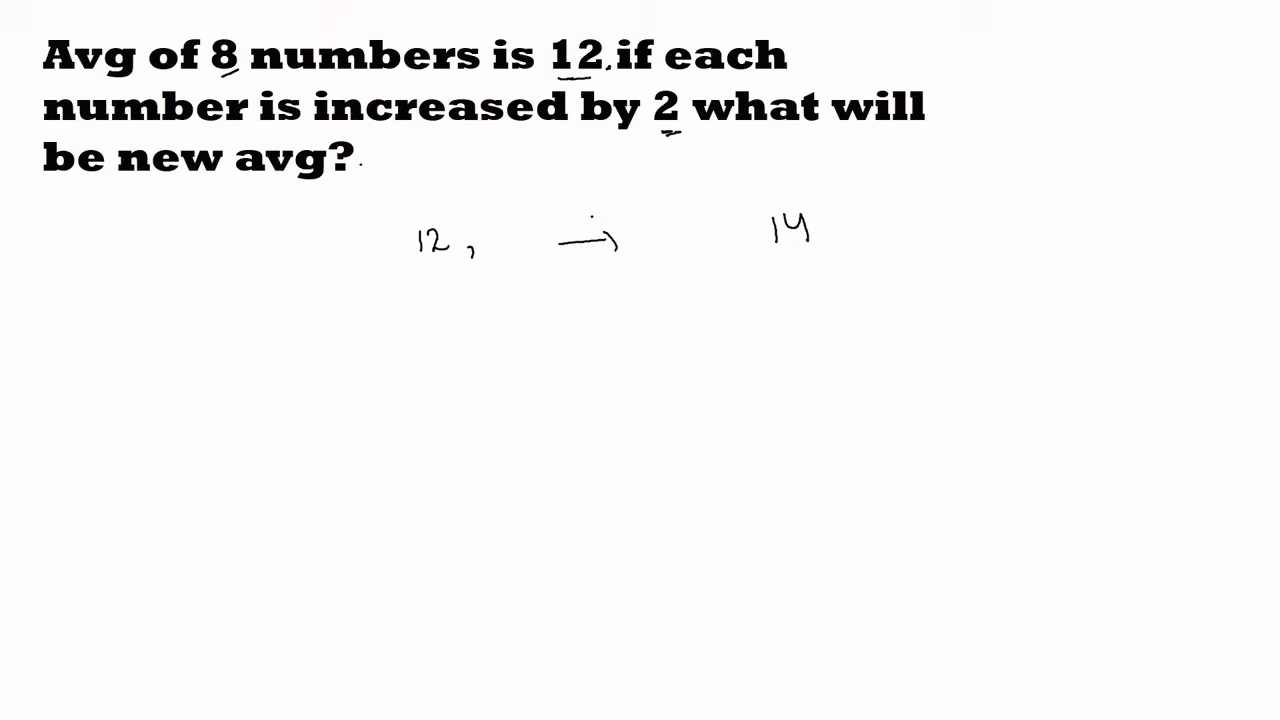 Avg of 8 numbers is 12.if each
number is increased by 2 what will
be new avg?
12, → 14